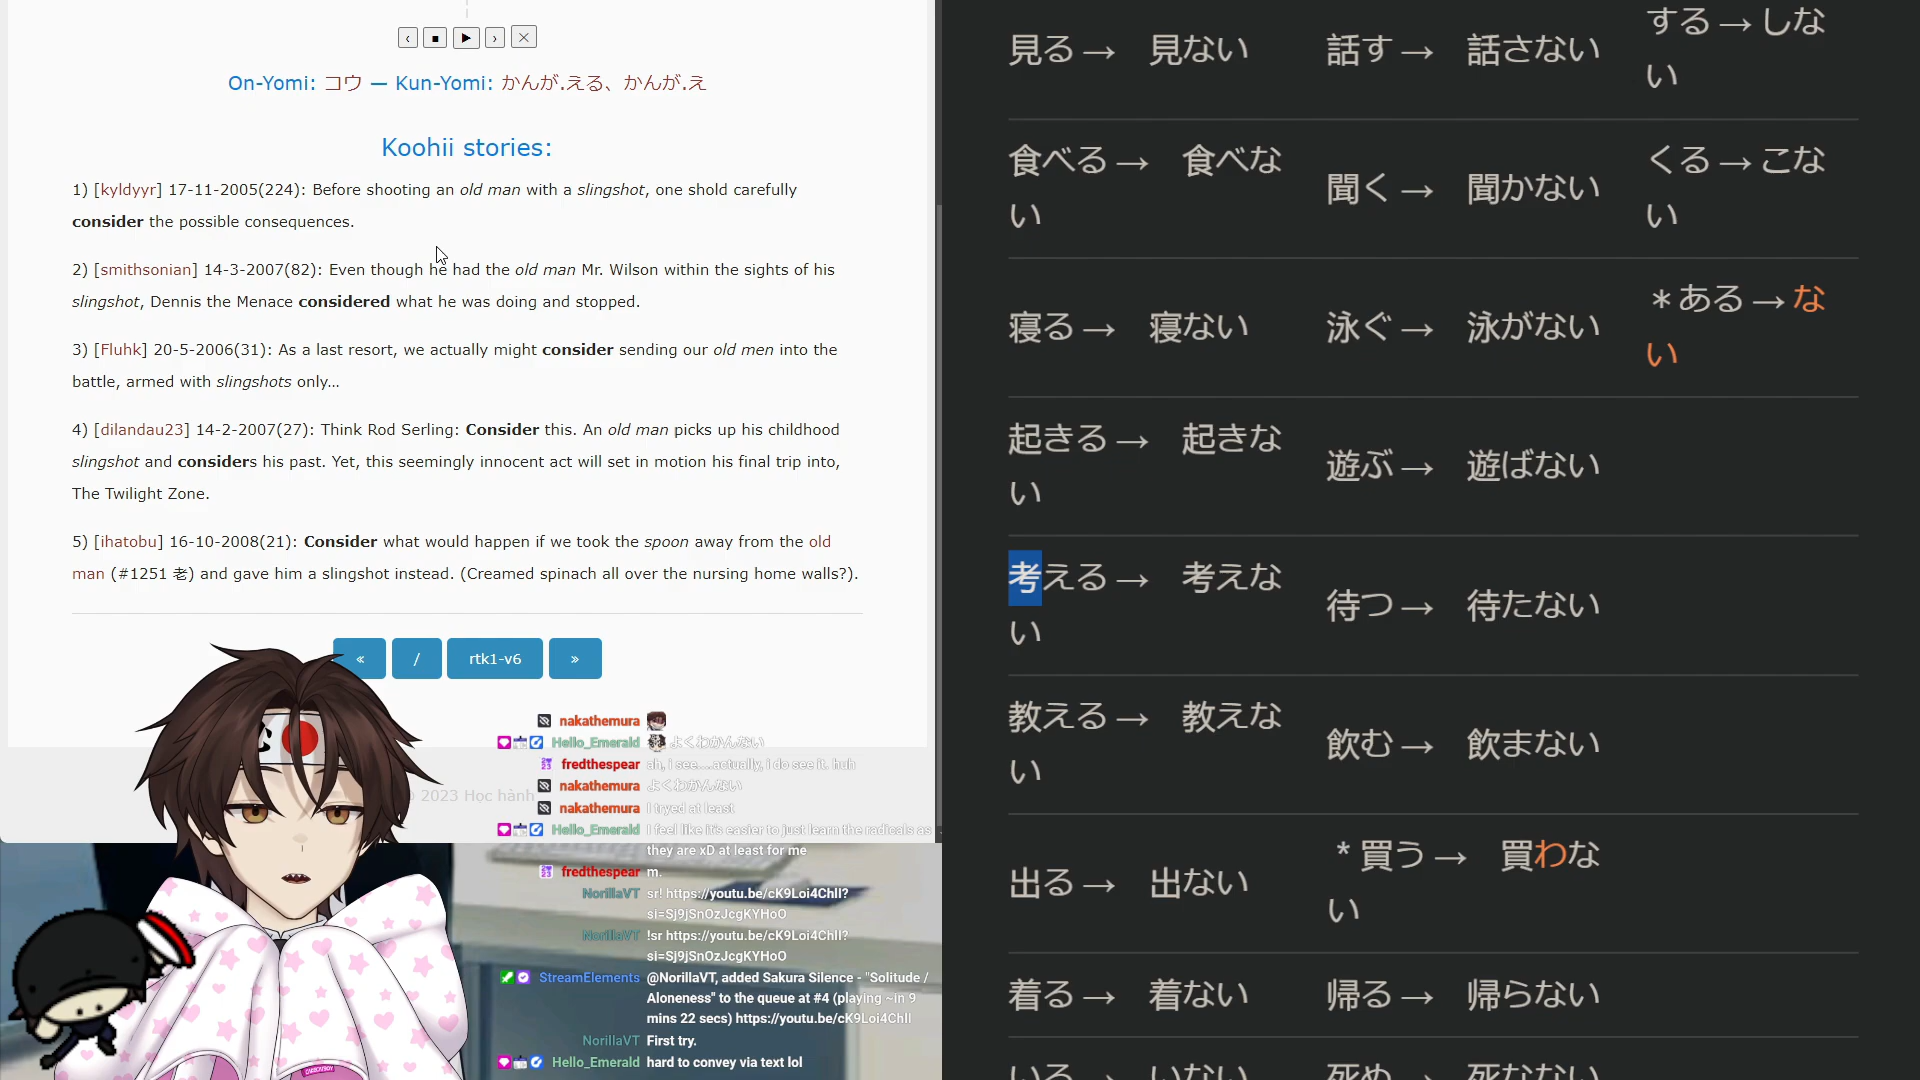 On-Yomi: コウ — Kun-Yomi: かんが.える、かんが.え
Koohii stories:
1) [kyldyyr] 17-11-2005(224): Before shooting an old man with a slingshot, one shold carefully
consider the possible consequences.
2) [smithsonian] 14-3-2007(82): Even though he had the old man Mr. Wilson within the sights of his
slingshot, Dennis the Menace considered what he was doing and stopped.
3) [Fluhk] 20-5-2006(31): As a last resort, we actually might consider sending our old men into the
battle, armed with slingshots only…
4) [dilandau23] 14-2-2007(27): Think Rod Serling: Consider this. An old man picks up his childhood
slingshot and considers his past. Yet, this seemingly innocent act will set in motion his final trip into,
The Twilight Zone.
5) [ihatobu] 16-10-2008(21): Consider what would happen if we took the spoon away from the old
man (#1251 老) and gave him a slingshot instead. (Creamed spinach all over the nursing home walls?).
« / rtk1-v6 »
2023 Học hành
nakathemura
Hello_Emerald よくわかんない
fredthespear ah, i see....actually, i do see it. huh
nakathemura よくわかんない
nakathemura I tryed at least
Hello_Emerald I feel like it's easier to just learn the radicals as
they are xD at least for me
fredthespear m.
NorillaVT sr! https://youtu.be/cK9Loi4ChlI?
si=Sj9jSnOzJcgKYHoO
NorillaVT !sr https://youtu.be/cK9Loi4ChlI?
si=Sj9jSnOzJcgKYHoO
StreamElements @NorillaVT, added Sakura Silence - "Solitude /
Aloneness" to the queue at #4 (playing ~in 9
mins 22 secs) https://youtu.be/cK9Loi4ChlI
NorillaVT First try.
Hello_Emerald hard to convey via text lol
見る → 見ない 話す → 話さない する → しな
い
食べる → 食べな 聞く → 聞かない くる → こな
い い
寝る → 寝ない 泳ぐ → 泳がない *ある → な
い
起きる → 起きな 遊ぶ → 遊ばない
い
考える → 考えな 待つ → 待たない
い
教える → 教えな 飲む → 飲まない
い
出る → 出ない *買う → 買わな
い
着る → 着ない 帰る → 帰らない
いる → いない 死ぬ → 死なない